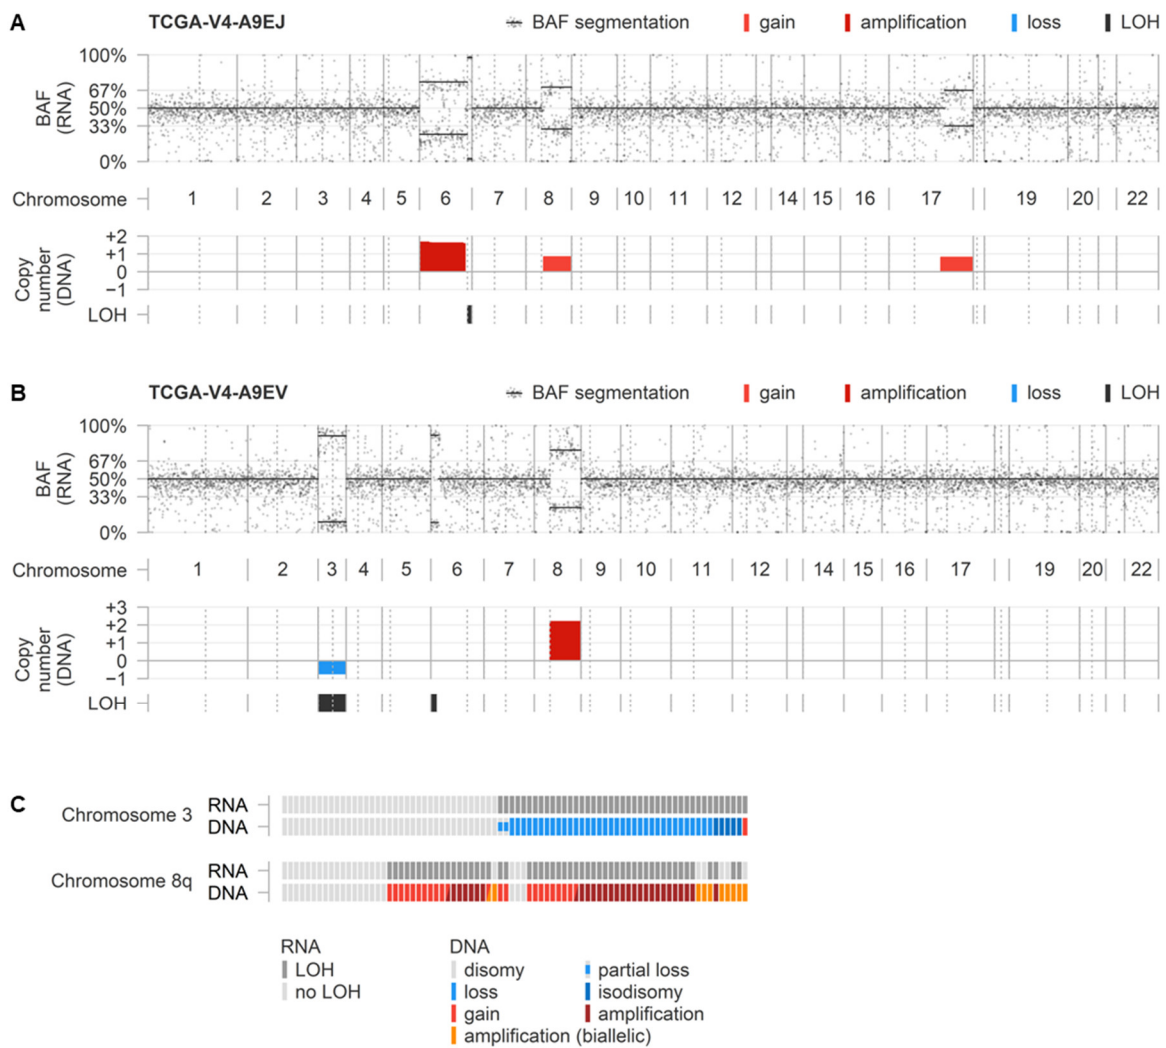 A TCGA-V4-A9EJ BAF segmentation gain amplification loss LOH
BAF (RNA)
100%
67%
50%
33%
0%
Chromosome 1 2 3 4 5 6 7 8 9 10 11 12 14 15 16 17 19 20 22
Copy number (DNA)
+2
+1
0
−1
LOH
B TCGA-V4-A9EV BAF segmentation gain amplification loss LOH
BAF (RNA)
100%
67%
50%
33%
0%
Chromosome 1 2 3 4 5 6 7 8 9 10 11 12 14 15 16 17 19 20 22
Copy number (DNA)
+3
+2
+1
0
−1
LOH
C
Chromosome 3 RNA
DNA
Chromosome 8q RNA
DNA
RNA DNA
LOH disomy partial loss
no LOH loss isodisomy
gain amplification
amplification (biallelic)